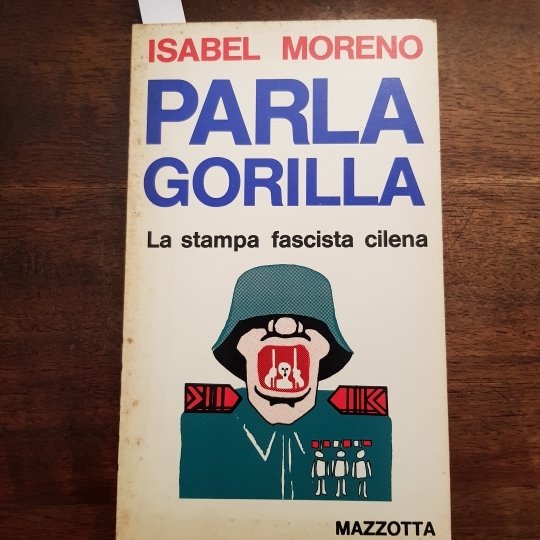 ISABEL MORENO
PARLA
GORILLA
La stampa fascista cilena
MAZZOTTA